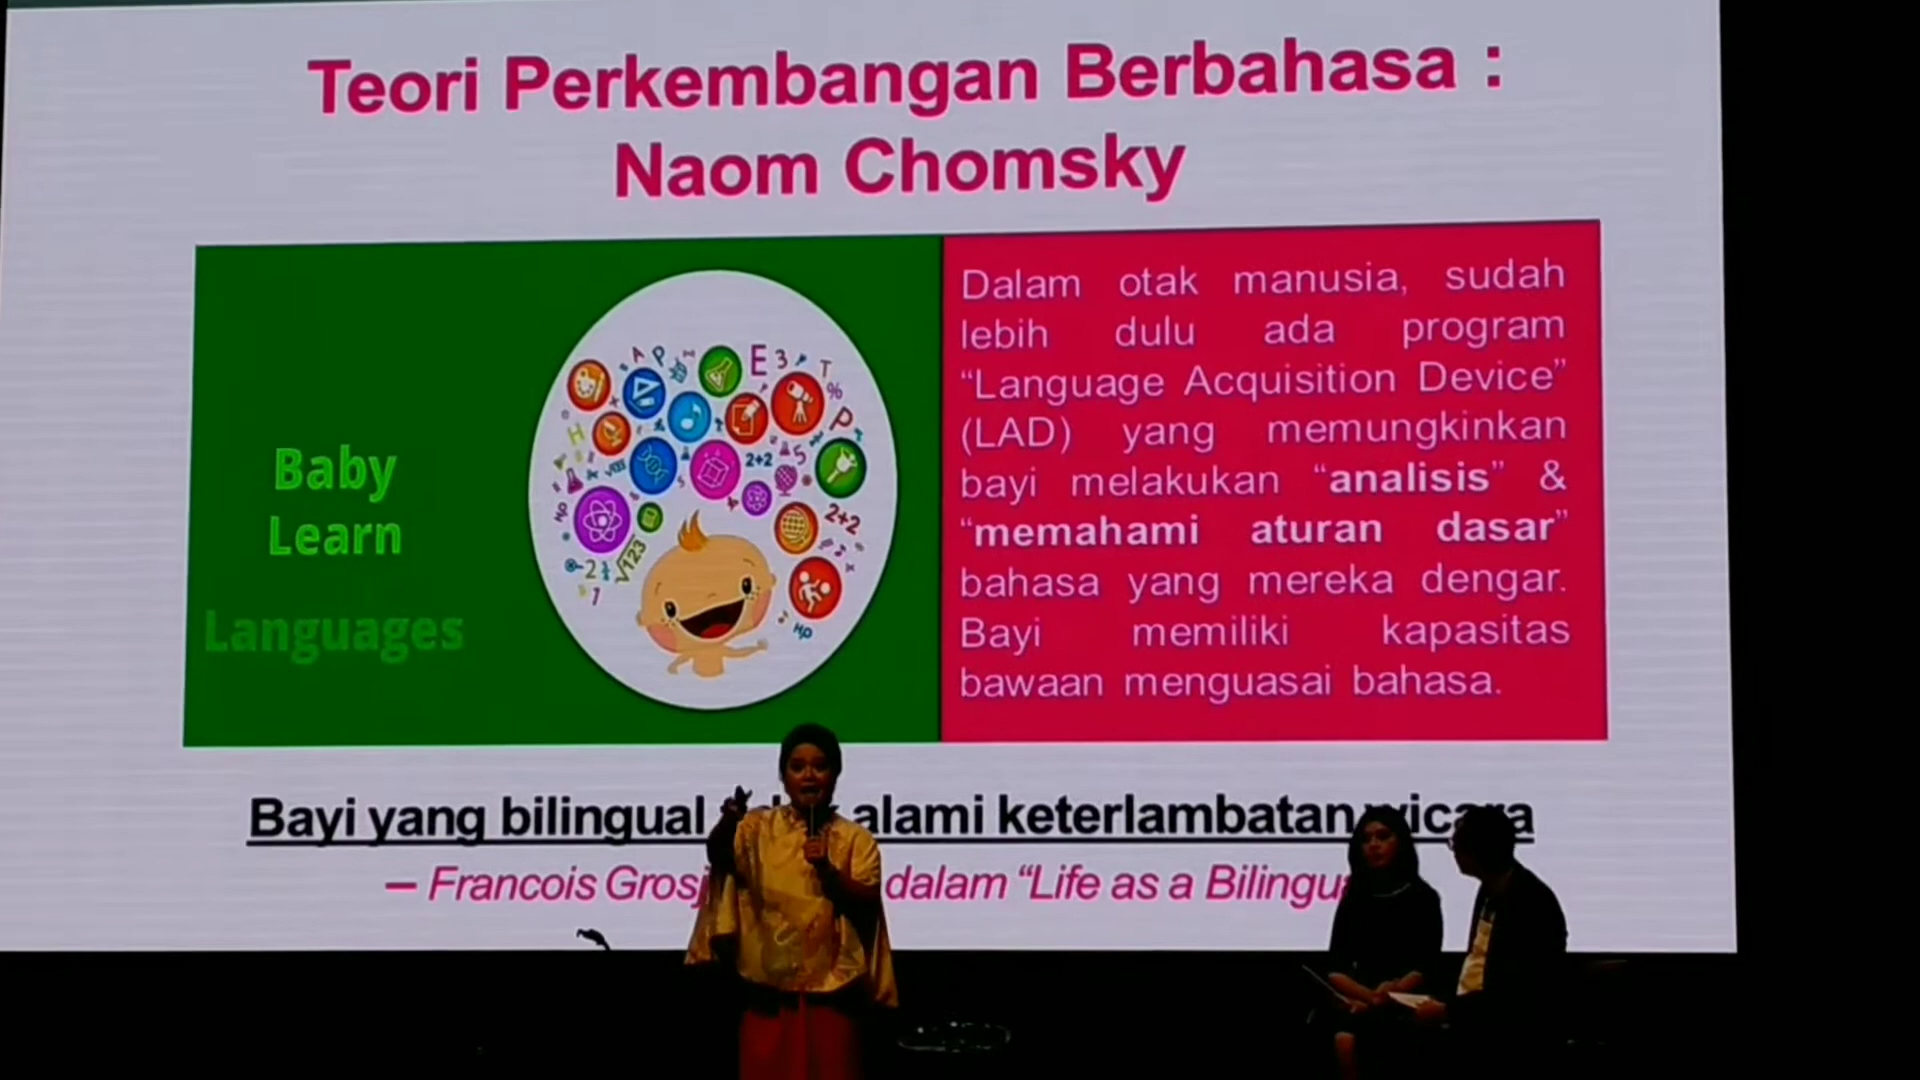 Teori Perkembangan Berbahasa :
Naom Chomsky
Baby
Learn
Languages
Dalam otak manusia, sudah
lebih dulu ada program
“Language Acquisition Device”
(LAD) yang memungkinkan
bayi melakukan “analisis” &
“memahami aturan dasar”
bahasa yang mereka dengar.
Bayi memiliki kapasitas
bawaan menguasai bahasa.
Bayi yang bilingual alami keterlambatan wicara
– Francois dalam “Life as a